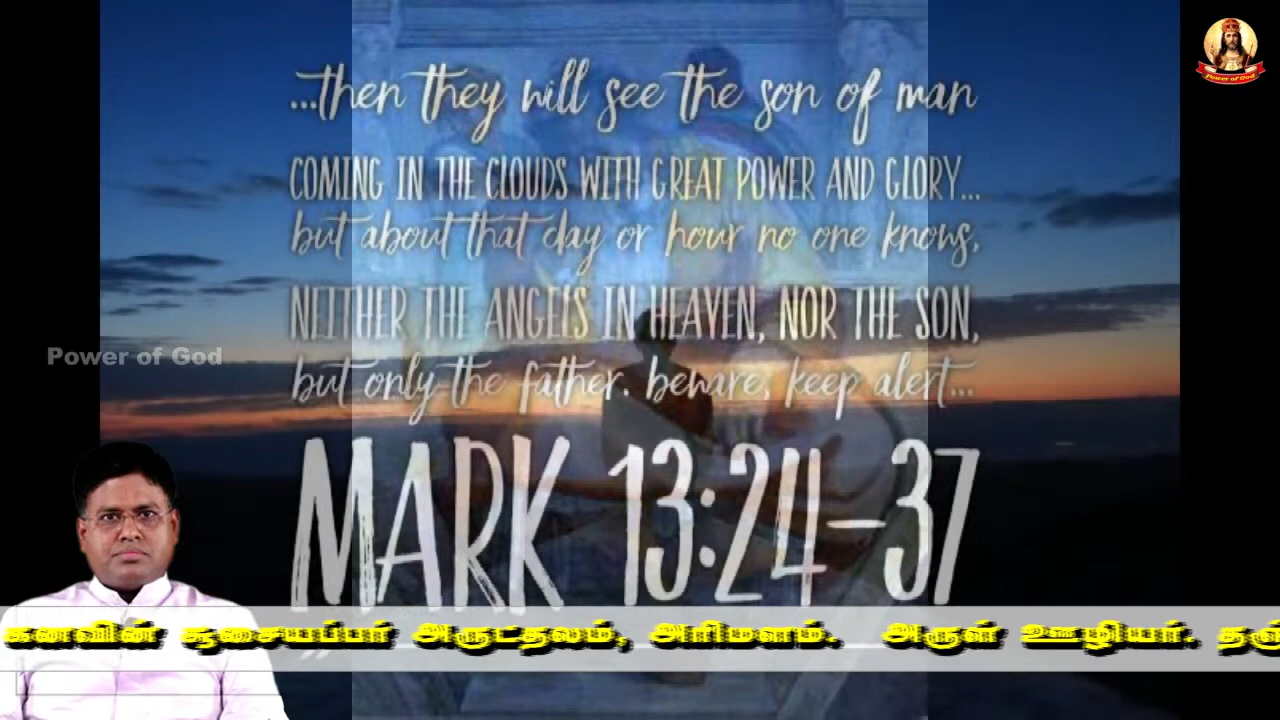 Power of God
...then they will see the son of man
COMING IN THE CLOUDS WITH GREAT POWER AND GLORY...
but about that day or hour no one knows,
NEITHER THE ANGELS IN HEAVEN, NOR THE SON,
but only the father. beware, keep alert...
Power of God
MARK 13:24-37
கனவின் சூசையப்பர் அருட்தலம், அரிமளம். அருள் ஊழியர்.